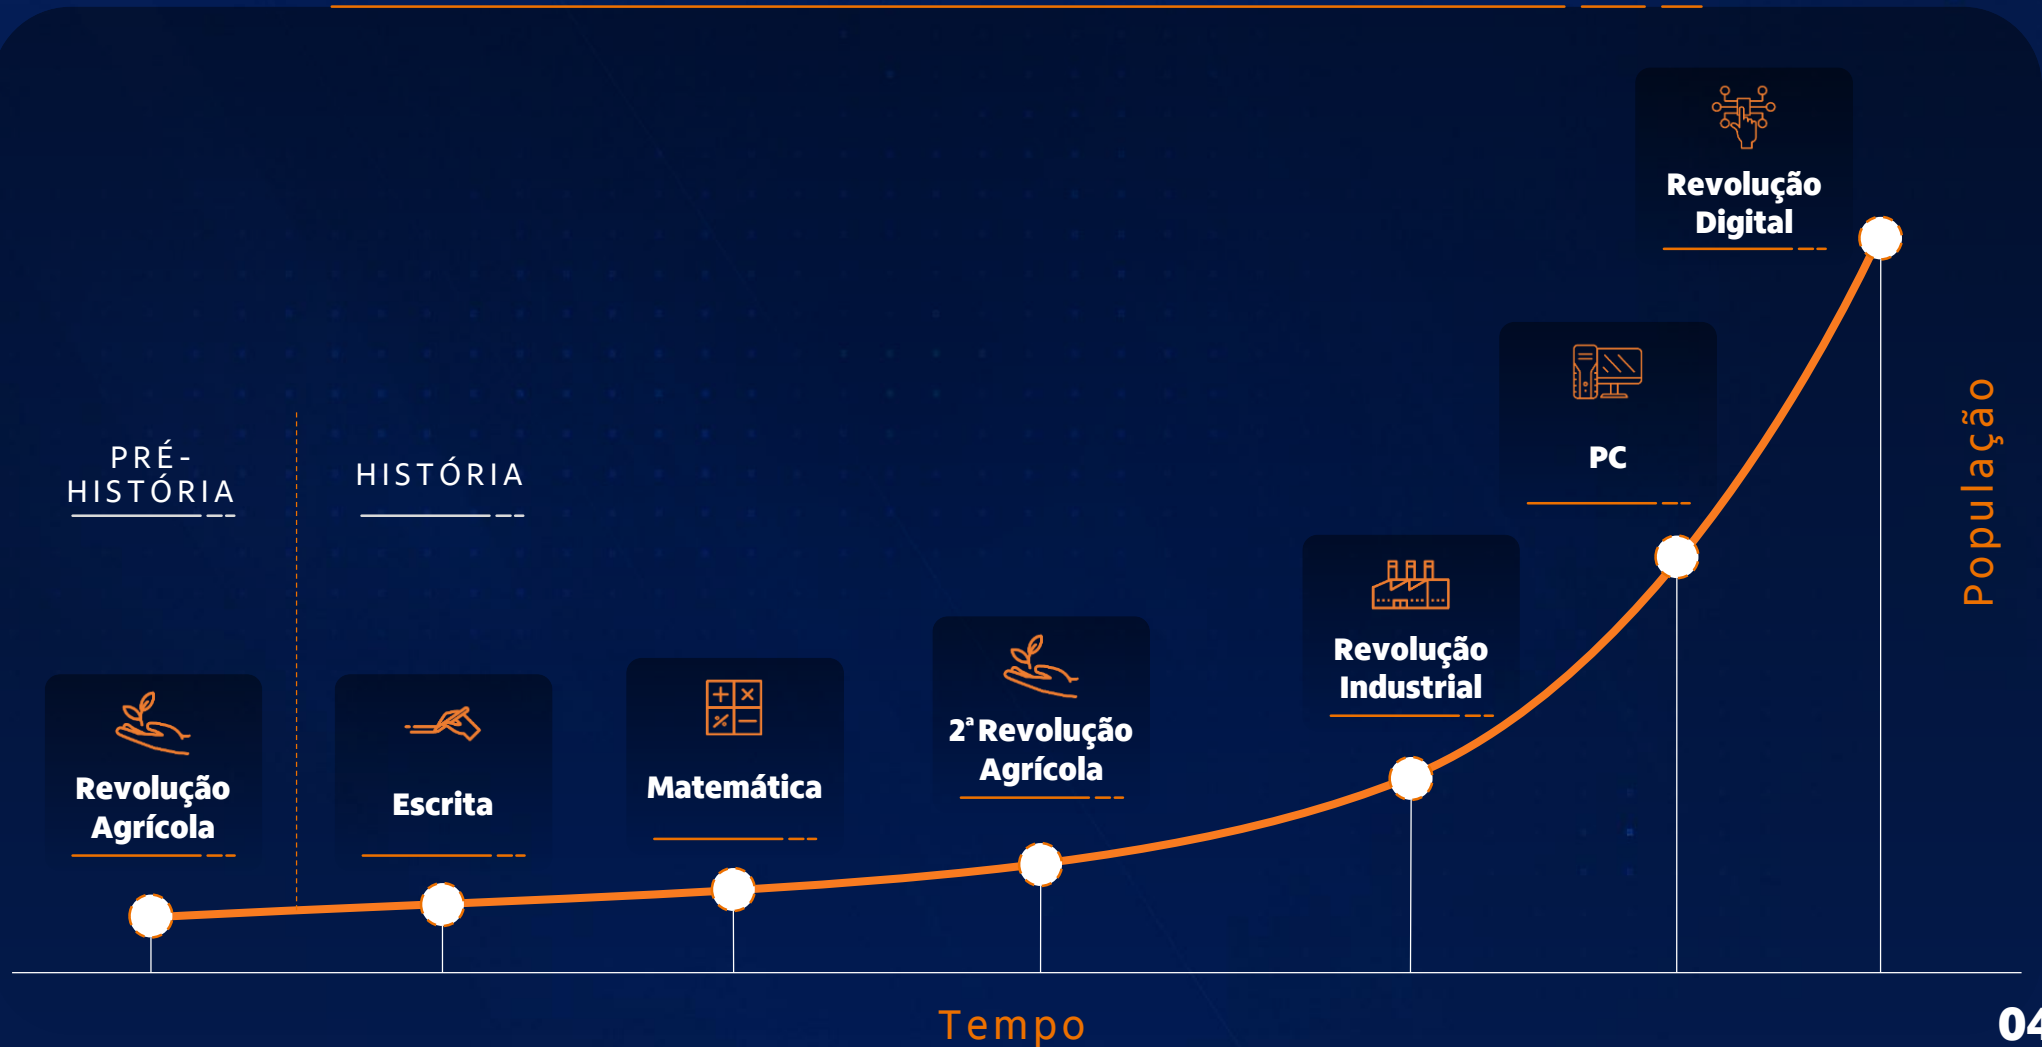 Revolução
Digital
PC
População
PRÉ-
HISTÓRIA
HISTÓRIA
Revolução
Industrial
2ª Revolução
Agrícola
Matemática
Escrita
Revolução
Agrícola
Tempo
04